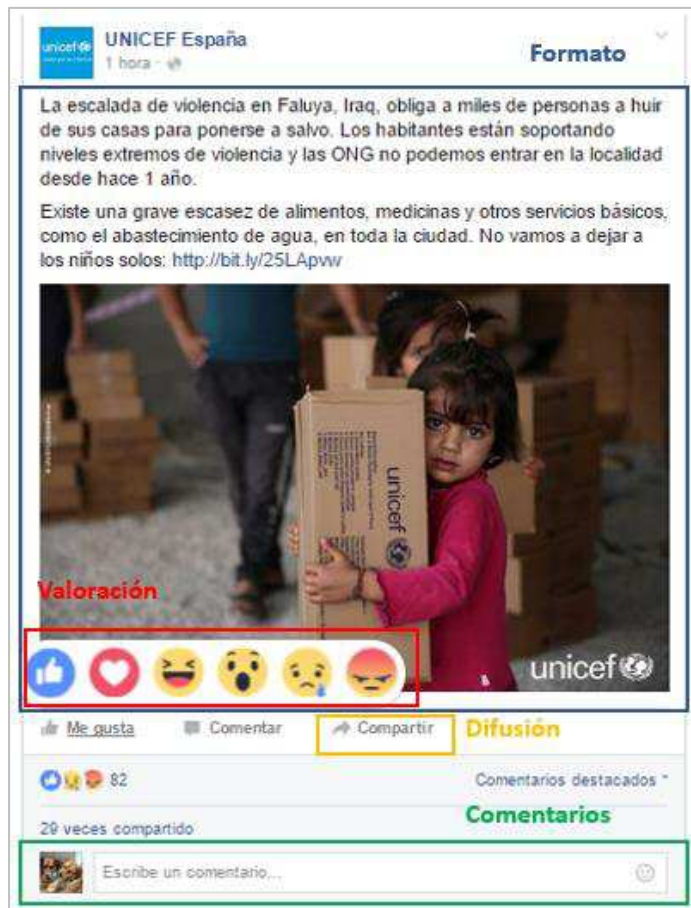 unicef
UNICEF España
1 hora ·
Formato
La escalada de violencia en Faluya, Iraq, obliga a miles de personas a huir
de sus casas para ponerse a salvo. Los habitantes están soportando
niveles extremos de violencia y las ONG no podemos entrar en la localidad
desde hace 1 año.
Existe una grave escasez de alimentos, medicinas y otros servicios básicos,
como el abastecimiento de agua, en toda la ciudad. No vamos a dejar a
los niños solos: http://bit.ly/25LApvw
unicef
Valoración
unicef
Me gusta Comentar Compartir Difusión
82 Comentarios destacados
Comentarios
29 veces compartido
Escribe un comentario...